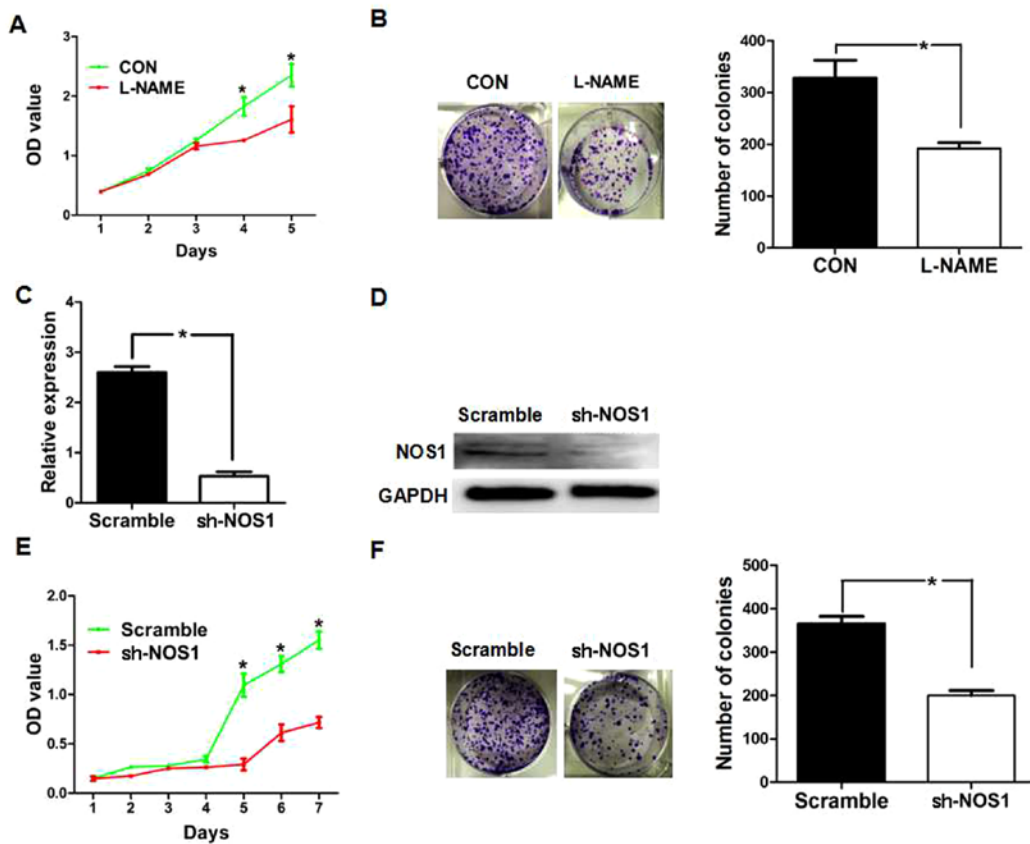 A
3
2
1
0
OD value
CON
L-NAME
*
*
1 2 3 4 5
Days
B
CON L-NAME
400
300
200
100
0
Number of colonies
*
CON L-NAME
C
4
3
2
1
0
Relative expression
*
Scramble sh-NOS1
D
Scramble sh-NOS1
NOS1
GAPDH
E
2.0
1.5
1.0
0.5
0.0
OD value
Scramble
sh-NOS1
* * *
1 2 3 4 5 6 7
Days
F
Scramble sh-NOS1
500
400
300
200
100
0
Number of colonies
*
Scramble sh-NOS1